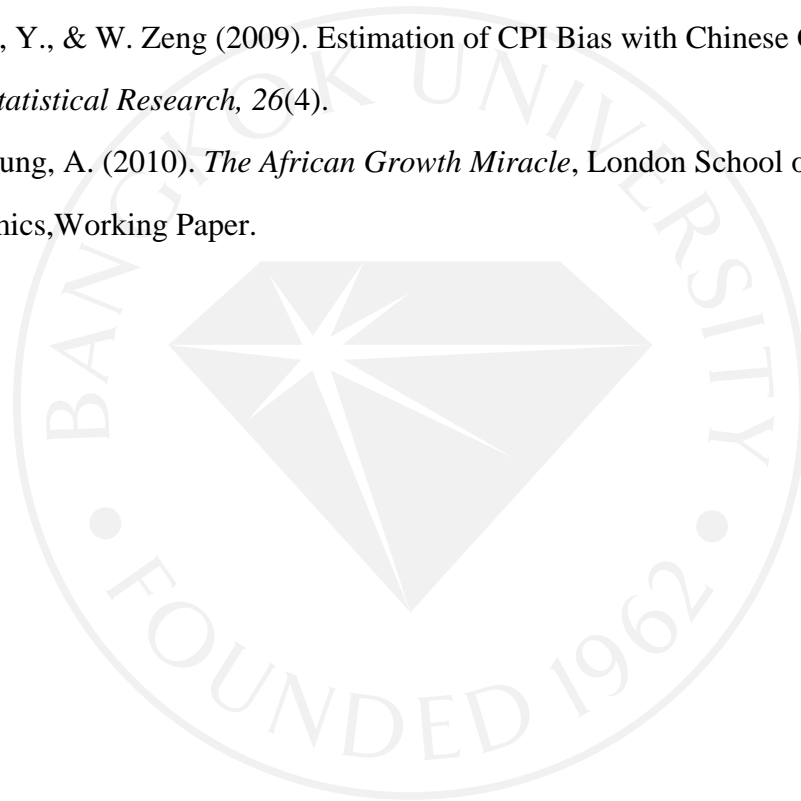 , Y., & W. Zeng (2009). Estimation of CPI Bias with Chinese
tatistical Research, 26(4).
ung, A. (2010). The African Growth Miracle, London School
nics,Working Paper.
BANGKOK UNIVERSITY
• FOUNDED 1962 •